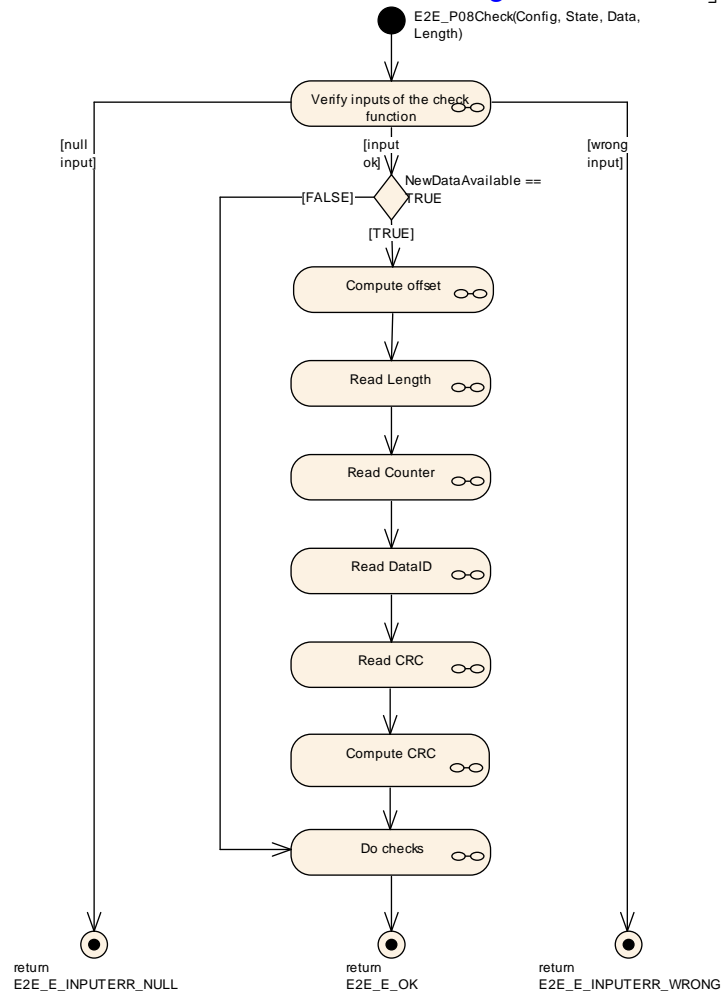 E2E_P08Check(Config, State, Data,
Length)
Verify inputs of the check
function
[null
input]
[input
ok]
[wrong
input]
NewDataAvailable ==
TRUE
[FALSE]
[TRUE]
Compute offset
Read Length
Read Counter
Read DataID
Read CRC
Compute CRC
Do checks
return
E2E_E_INPUTERR_NULL
return
E2E_E_OK
return
E2E_E_INPUTERR_WRONG